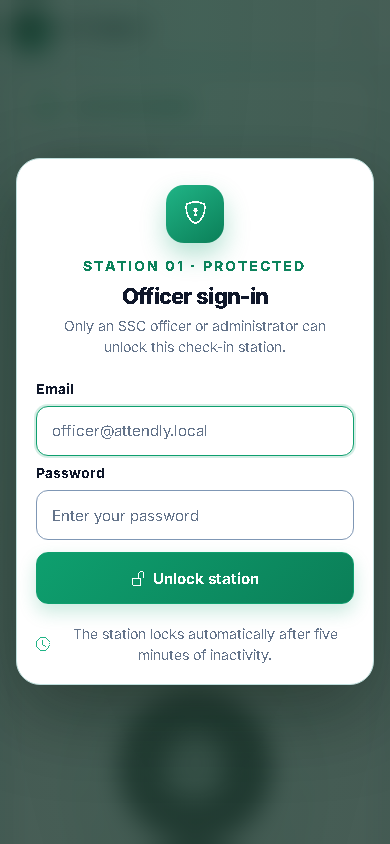 STATION 01 · PROTECTED
Officer sign-in
Only an SSC officer or administrator can
unlock this check-in station.
Email
officer@attendly.local
Password
Enter your password
Unlock station
The station locks automatically after five
minutes of inactivity.